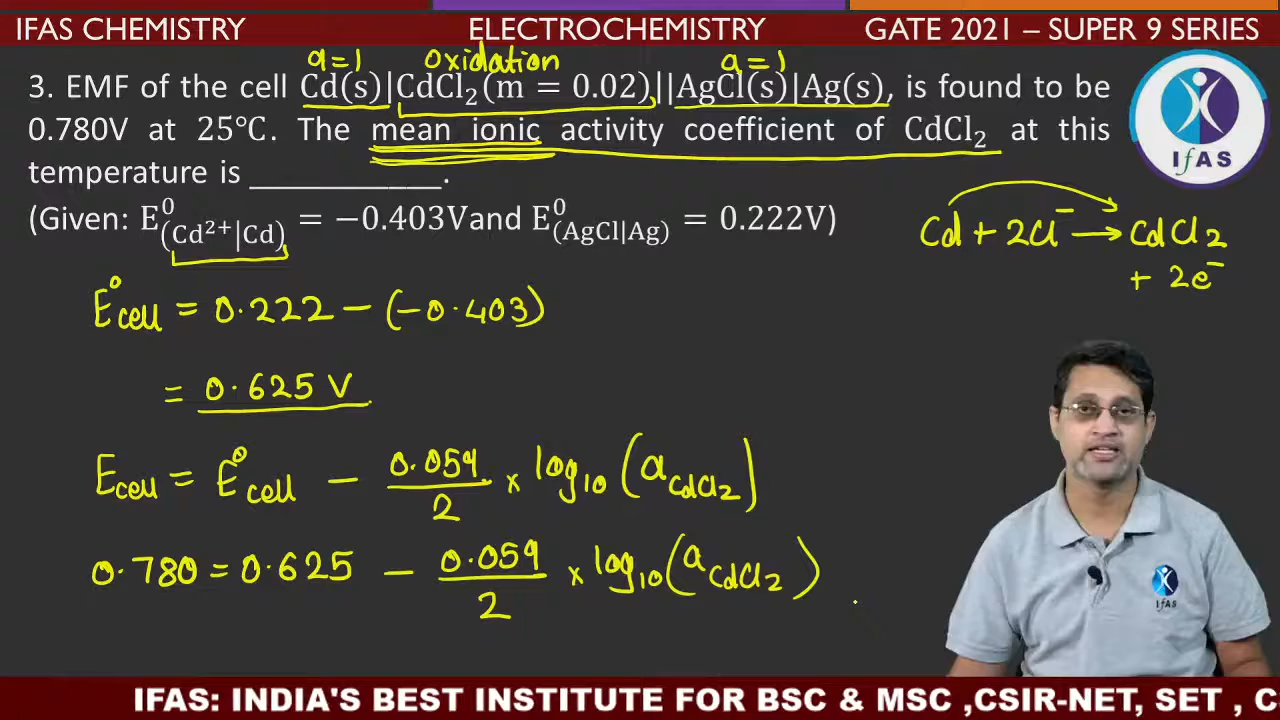 IFAS CHEMISTRY ELECTROCHEMISTRY GATE 2021 – SUPER 9 SERIES
a=1 oxidation a=1
3. EMF of the cell Cd(s)|CdCl₂(m = 0.02)||AgCl(s)|Ag(s), is found to be
0.780V at 25°C. The mean ionic activity coefficient of CdCl₂ at this
temperature is ____________.
(Given: E⁰(Cd²⁺|Cd) = −0.403Vand E⁰(AgCl|Ag) = 0.222V)
IfAS
Cd + 2Cl⁻ → CdCl₂
+ 2e⁻
E°cell = 0.222 − (−0.403)
= 0.625 V
Ecell = E°cell − 0.059/2 × log₁₀(aCdCl₂)
0.780 = 0.625 − 0.059/2 × log₁₀(aCdCl₂)
IfAS
IFAS: INDIA'S BEST INSTITUTE FOR BSC & MSC ,CSIR-NET, SET , C